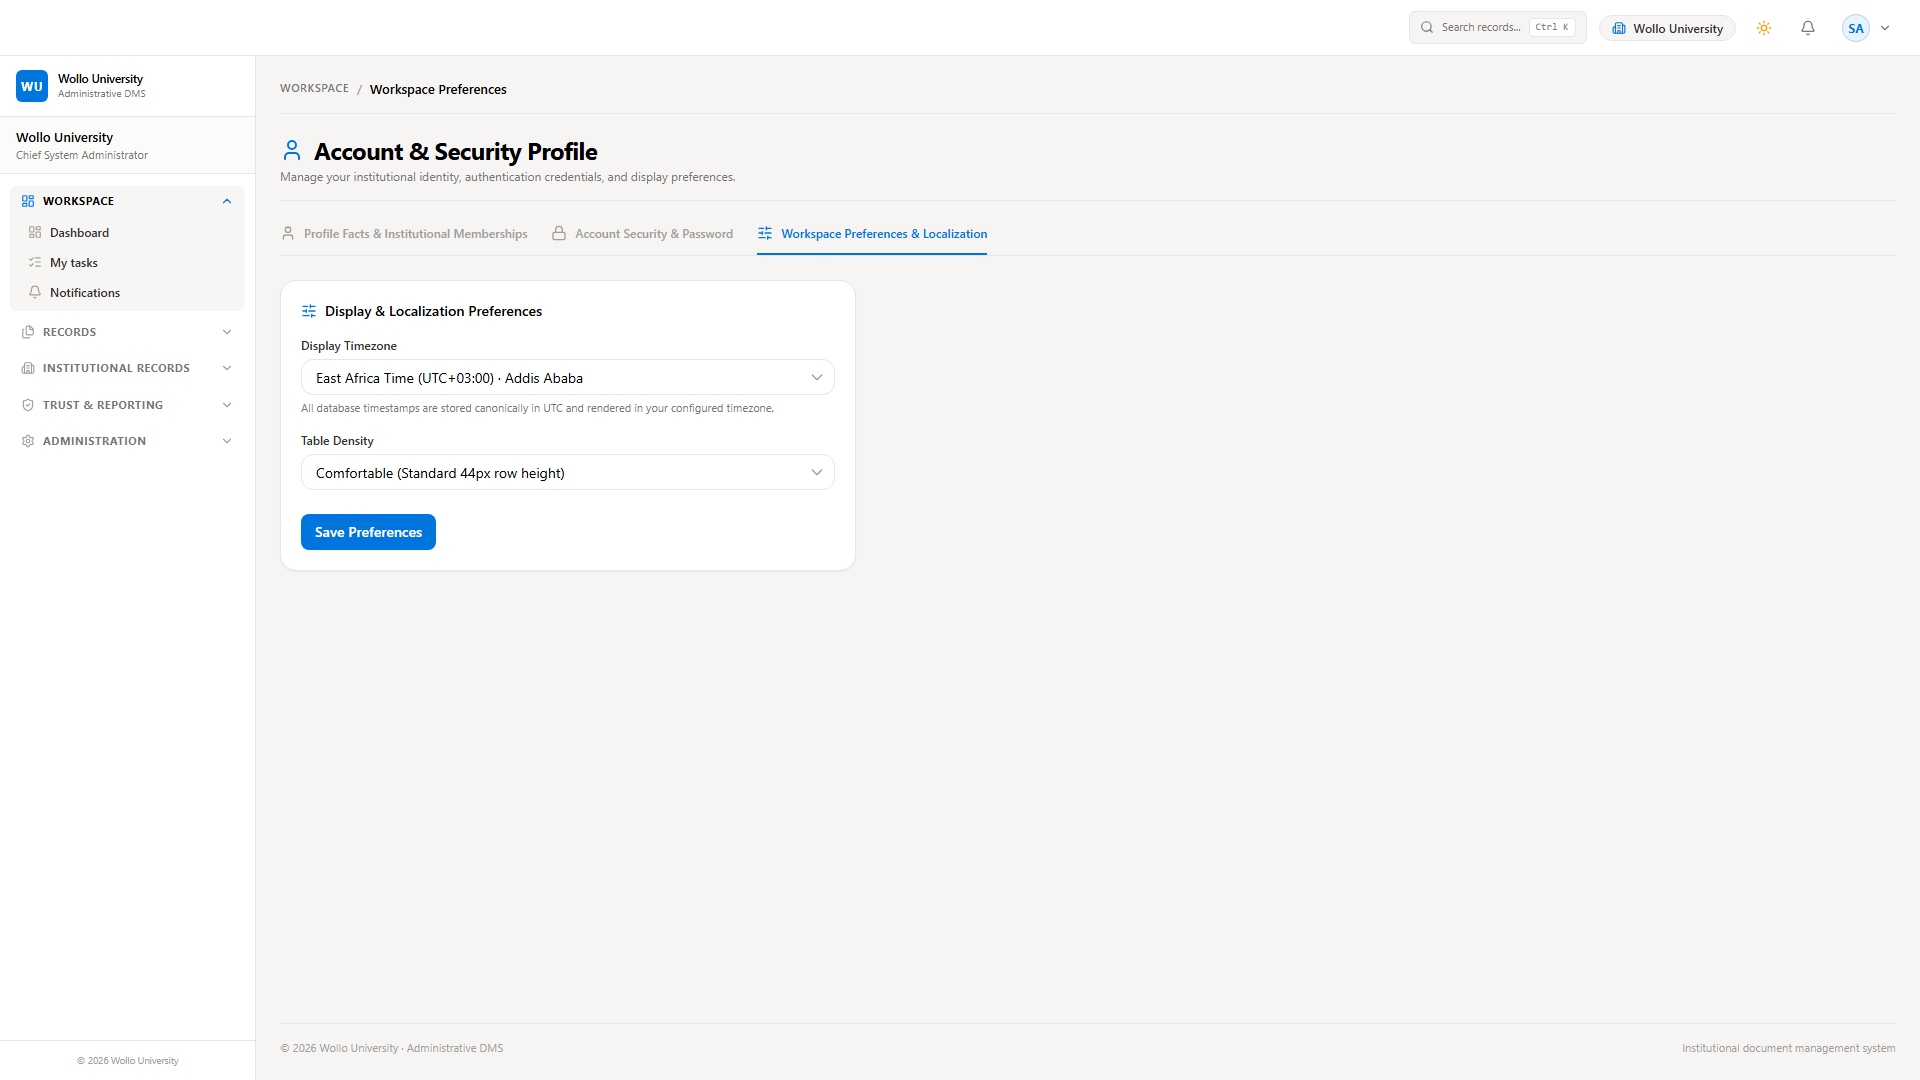 Search records... Ctrl K
Wollo University
SA
WU
Wollo University
Administrative DMS
Wollo University
Chief System Administrator
WORKSPACE
Dashboard
My tasks
Notifications
RECORDS
INSTITUTIONAL RECORDS
TRUST & REPORTING
ADMINISTRATION
© 2026 Wollo University
WORKSPACE / Workspace Preferences
Account & Security Profile
Manage your institutional identity, authentication credentials, and display preferences.
Profile Facts & Institutional Memberships
Account Security & Password
Workspace Preferences & Localization
Display & Localization Preferences
Display Timezone
East Africa Time (UTC+03:00) · Addis Ababa
All database timestamps are stored canonically in UTC and rendered in your configured timezone.
Table Density
Comfortable (Standard 44px row height)
Save Preferences
© 2026 Wollo University · Administrative DMS
Institutional document management system